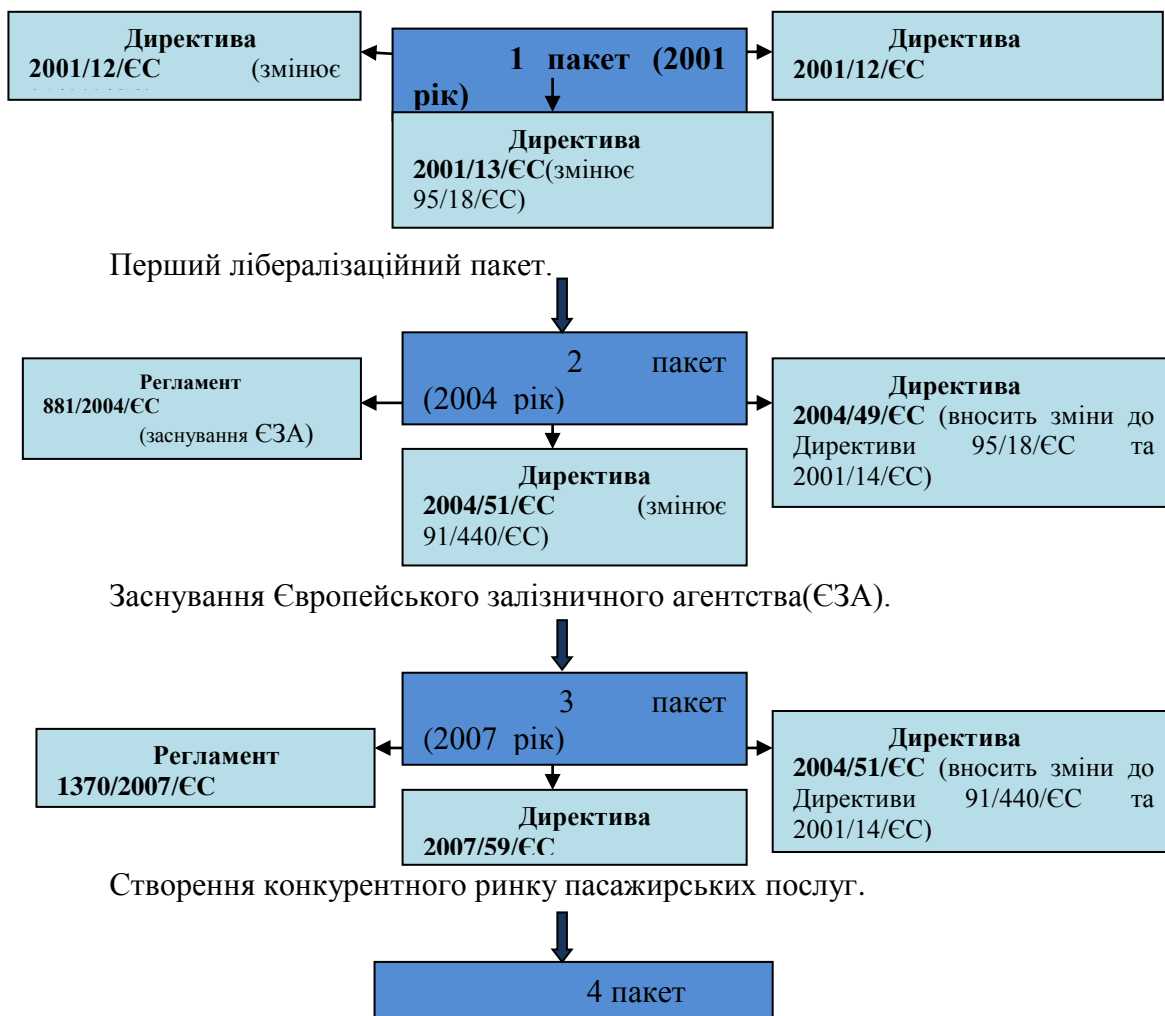 Директива
2001/12/ЄС (змінює
1 пакет (2001
рік)
Директива
2001/12/ЄС
Директива
2001/13/ЄС(змінює
95/18/ЄС)
Перший лібералізаційний пакет.
2 пакет
(2004 рік)
Регламент
881/2004/ЄС
(заснування ЄЗА)
Директива
2004/49/ЄС (вносить зміни до
Директиви 95/18/ЄС та
2001/14/ЄС)
Директива
2004/51/ЄС (змінює
91/440/ЄС)
Заснування Європейського залізничного агентства(ЄЗА).
3 пакет
(2007 рік)
Регламент
1370/2007/ЄС
Директива
2004/51/ЄС (вносить зміни до
Директиви 91/440/ЄС та
2001/14/ЄС)
Директива
2007/59/ЄС
Створення конкурентного ринку пасажирських послуг.
4 пакет